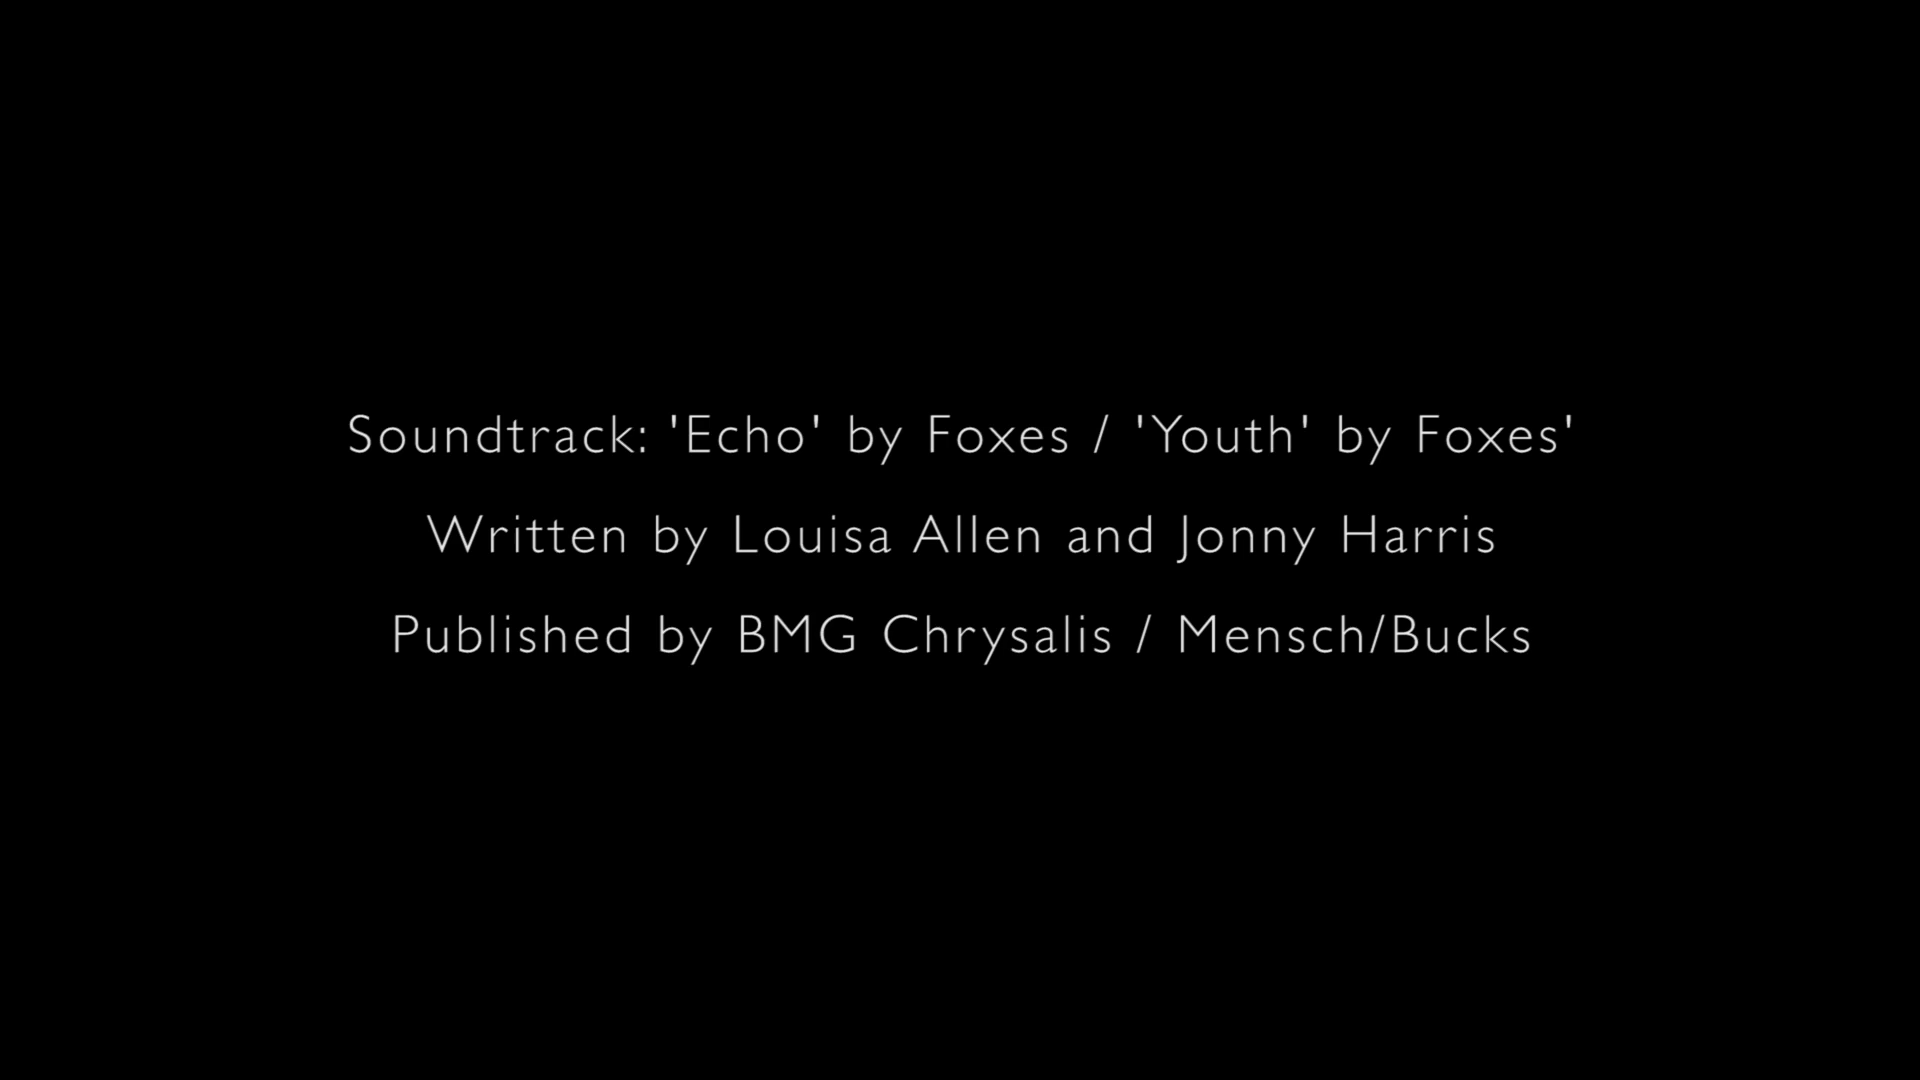 Soundtrack: 'Echo' by Foxes / 'Youth' by Foxes'
Written by Louisa Allen and Jonny Harris
Published by BMG Chrysalis / Mensch/Bucks